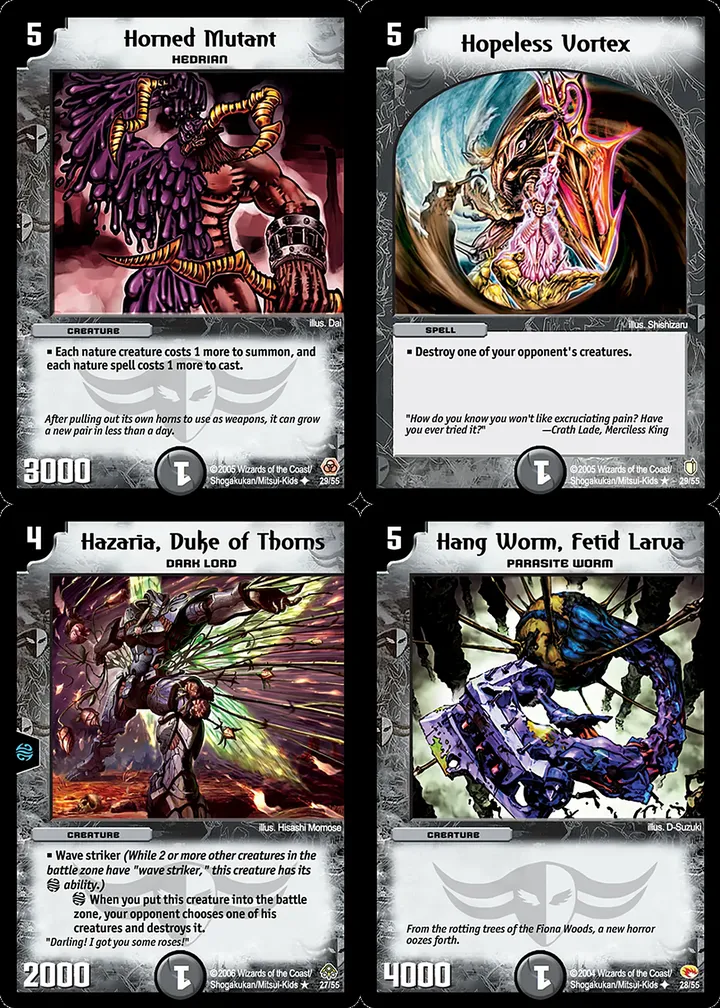 5
Horned Mutant
HEDRIAN
illus. Dai
CREATURE
▪ Each nature creature costs 1 more to summon, and
each nature spell costs 1 more to cast.
After pulling out its own horns to use as weapons, it can grow
a new pair in less than a day.
3000
1
©2005 Wizards of the Coast/
Shogakukan/Mitsui-Kids ✦ 29/55
5
Hopeless Vortex
illus. Shishizaru
SPELL
▪ Destroy one of your opponent's creatures.
"How do you know you won't like excruciating pain? Have
you ever tried it?" —Crath Lade, Merciless King
1
©2005 Wizards of the Coast/
Shogakukan/Mitsui-Kids ★ 29/55
4
Hazaria, Duke of Thorns
DARK LORD
illus. Hisashi Momose
CREATURE
▪ Wave striker (While 2 or more other creatures in the
battle zone have "wave striker," this creature has its
ability.)
When you put this creature into the battle
zone, your opponent chooses one of his
creatures and destroys it.
"Darling! I got you some roses!"
2000
1
©2006 Wizards of the Coast/
Shogakukan/Mitsui-Kids ★ 27/55
5
Hang Worm, Fetid Larva
PARASITE WORM
illus. D-Suzuki
CREATURE
From the rotting trees of the Fiona Woods, a new horror
oozes forth.
4000
1
©2004 Wizards of the Coast/
Shogakukan/Mitsui-Kids ✦ 28/55